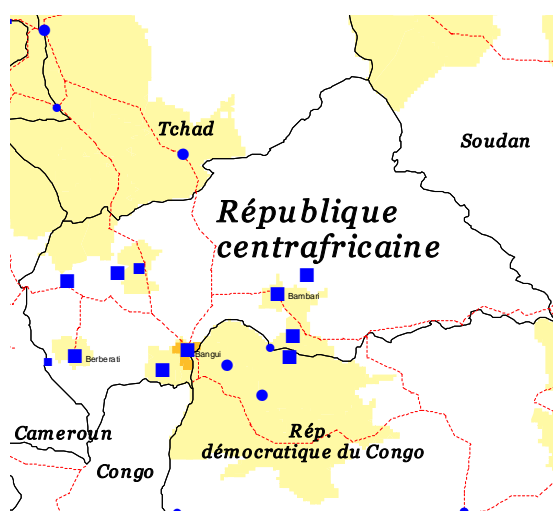 Tchad
Soudan
République
centrafricaine
Bambari
Bangui
Berberati
Cameroun
Rép.
démocratique du Congo
Congo